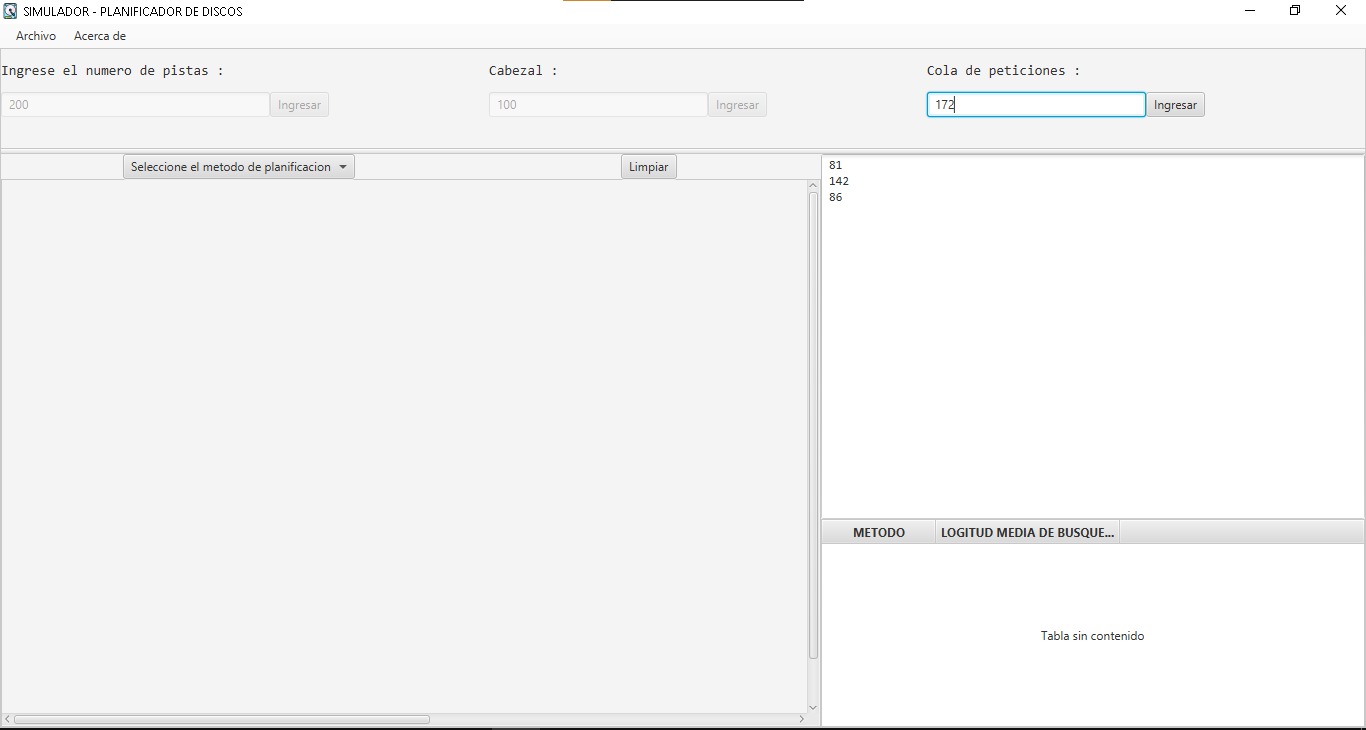 SIMULADOR - PLANIFICADOR DE DISCOS
Archivo Acerca de
Ingrese el numero de pistas : Cabezal : Cola de peticiones :
200 Ingresar 100 Ingresar 172 Ingresar
Seleccione el metodo de planificacion Limpiar
81
142
86
METODO LOGITUD MEDIA DE BUSQUE...
Tabla sin contenido